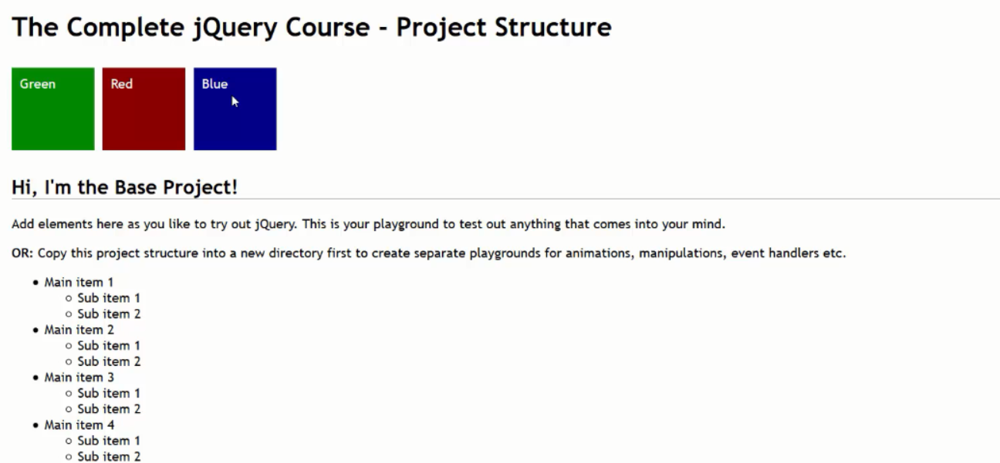 The Complete jQuery Course - Project Structure
Green Red Blue
Hi, I'm the Base Project!
Add elements here as you like to try out jQuery. This is your playground to test out anything that comes into your mind.
OR: Copy this project structure into a new directory first to create separate playgrounds for animations, manipulations, event handlers etc.
Main item 1
Sub item 1
Sub item 2
Main item 2
Sub item 1
Sub item 2
Main item 3
Sub item 1
Sub item 2
Main item 4
Sub item 1
Sub item 2